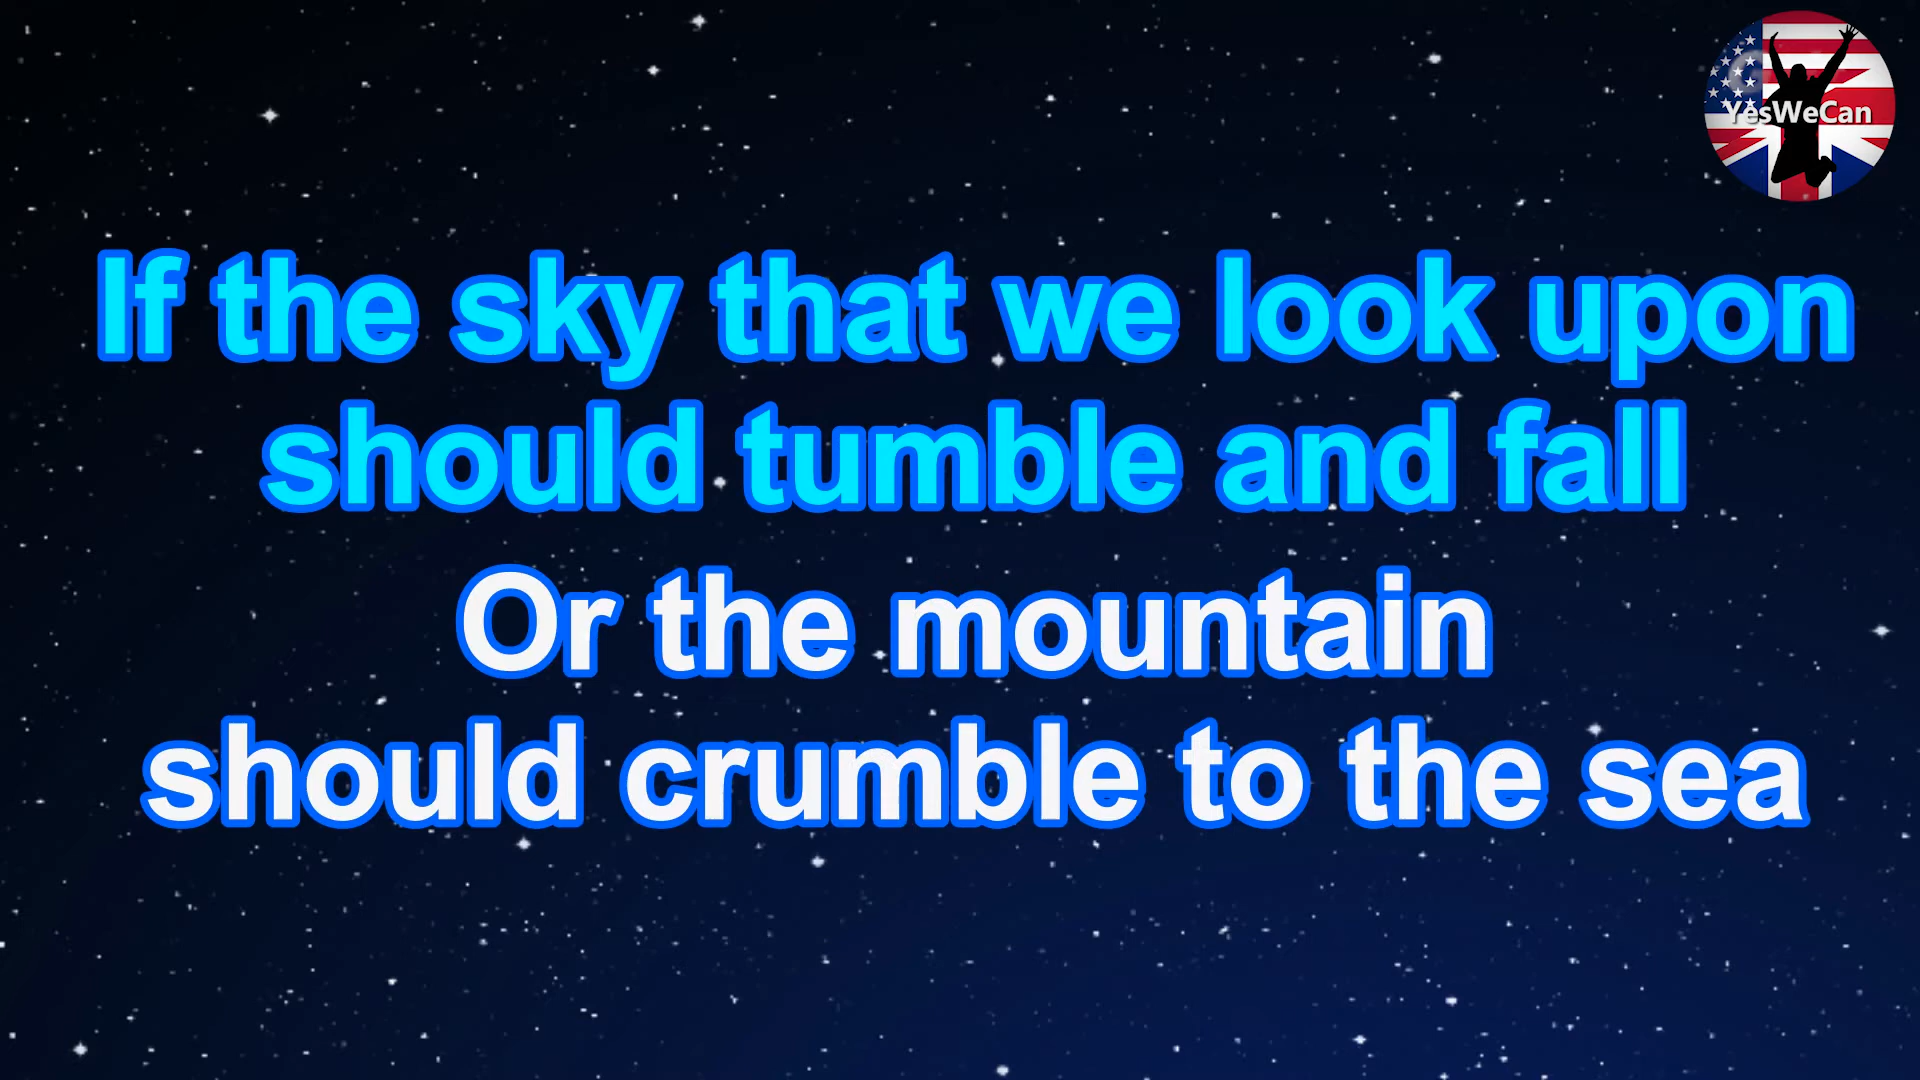 YesWeCan
If the sky that we look upon
should tumble and fall
Or the mountain
should crumble to the sea